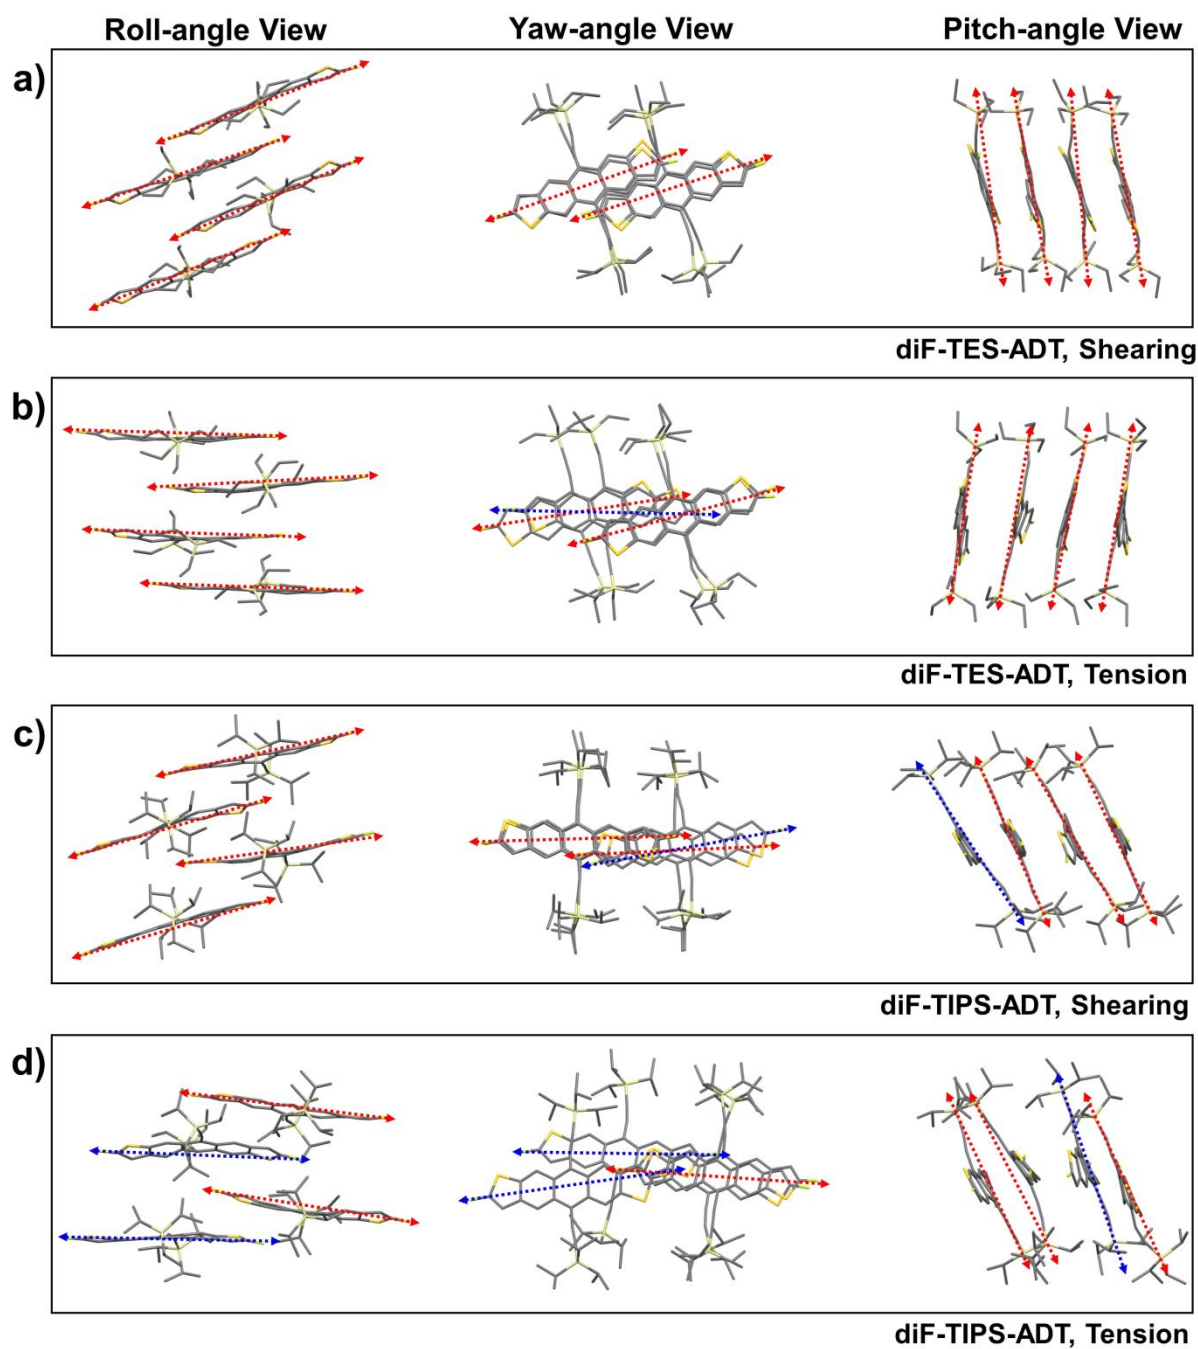 Roll-angle View Yaw-angle View Pitch-angle View
a)
diF-TES-ADT, Shearing
b)
diF-TES-ADT, Tension
c)
diF-TIPS-ADT, Shearing
d)
diF-TIPS-ADT, Tension